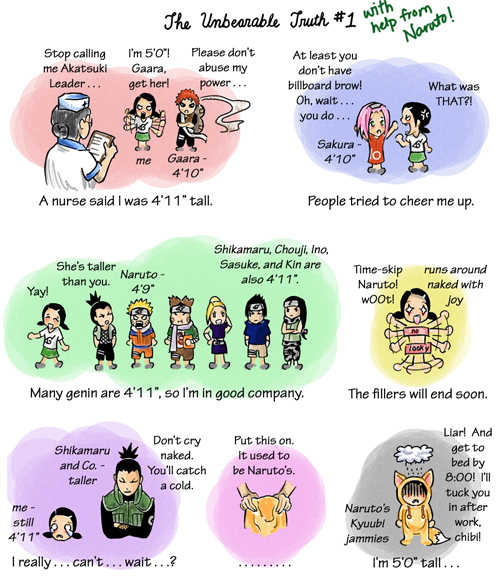 The Unbearable Truth #1
with
help from
Naruto!
Stop calling
me Akatsuki
Leader . . .
I'm 5'0"!
Gaara,
get her!
Please don't
abuse my
power . . .
me
Gaara -
4'10"
A nurse said I was 4'11" tall.
At least you
don't have
billboard brow!
Oh, wait . . .
you do . . .
What was
THAT?!
Sakura -
4'10"
People tried to cheer me up.
Yay!
She's taller
than you.
Naruto -
4'9"
Shikamaru, Chouji, Ino,
Sasuke, and Kin are
also 4'11".
Many genin are 4'11", so I'm in good company.
Time-skip
Naruto!
w00t!
runs around
naked with
joy
no
looky
The fillers will end soon.
Shikamaru
and Co. -
taller
Don't cry
naked.
You'll catch
a cold.
me -
still
4'11"
I really . . . can't . . . wait . . .?
Put this on.
It used to
be Naruto's.
. . . . . . . . .
Liar! And
get to
bed by
8:00! I'll
tuck you
in after
work,
chibi!
Naruto's
Kyuubi
jammies
I'm 5'0" tall . . .